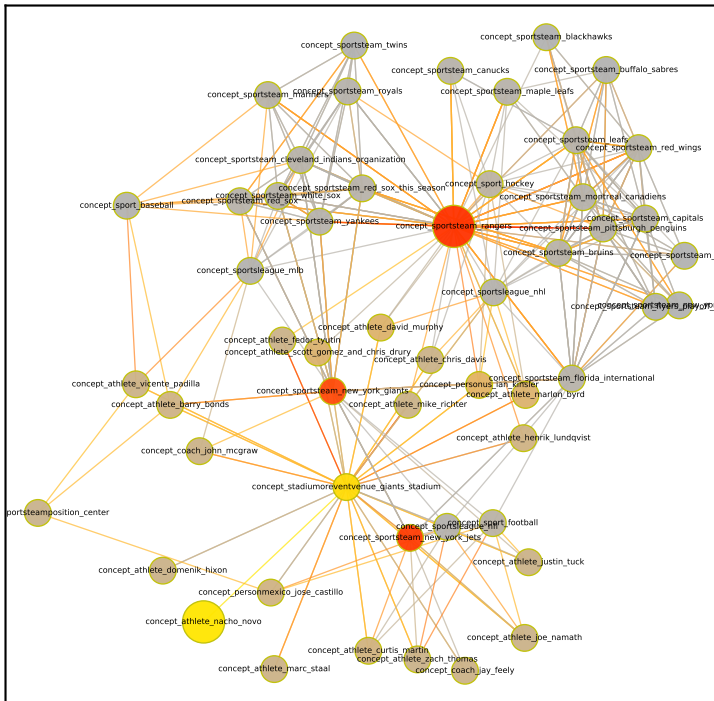 concept_sportsteam_blackhawks
concept_sportsteam_twins
concept_sportsteam_canucks
concept_sportsteam_buffalo_sabres
concept_sportsteam_royals
concept_sportsteam_maple_leafs
concept_sportsteam_mariners
concept_sportsteam_leafs
concept_sportsteam_red_wings
concept_sportsteam_cleveland_indians_organization
concept_sport_hockey
concept_sportsteam_red_sox_this_season
concept_sportsteam_white_sox
concept_sportsteam_red_sox
concept_sportsteam_montreal_canadiens
concept_sport_baseball
concept_sportsteam_capitals
concept_sportsteam_yankees
concept_sportsteam_rangers
concept_sportsteam_pittsburgh_penguins
concept_sportsteam_bruins
concept_sportsteam_
concept_sportsleague_mlb
concept_sportsleague_nhl
concept_athlete_david_murphy
concept_athlete_fedor_tyutin
concept_athlete_scott_gomez_and_chris_drury
concept_athlete_chris_davis
concept_sportsteam_florida_international
concept_athlete_vicente_padilla
concept_sportsteam_new_york_giants
concept_personus_ian_kinsler
concept_athlete_marlon_byrd
concept_athlete_barry_bonds
concept_athlete_mike_richter
concept_athlete_henrik_lundqvist
concept_coach_john_mcgraw
concept_stadiumoreventvenue_giants_stadium
portsteamposition_center
concept_sport_football
concept_sportsteam_new_york_jets
concept_athlete_justin_tuck
concept_athlete_domenik_hixon
concept_personmexico_jose_castillo
concept_athlete_nacho_novo
concept_athlete_joe_namath
concept_athlete_curtis_martin
concept_athlete_zach_thomas
concept_athlete_marc_staal
concept_coach_jay_feely